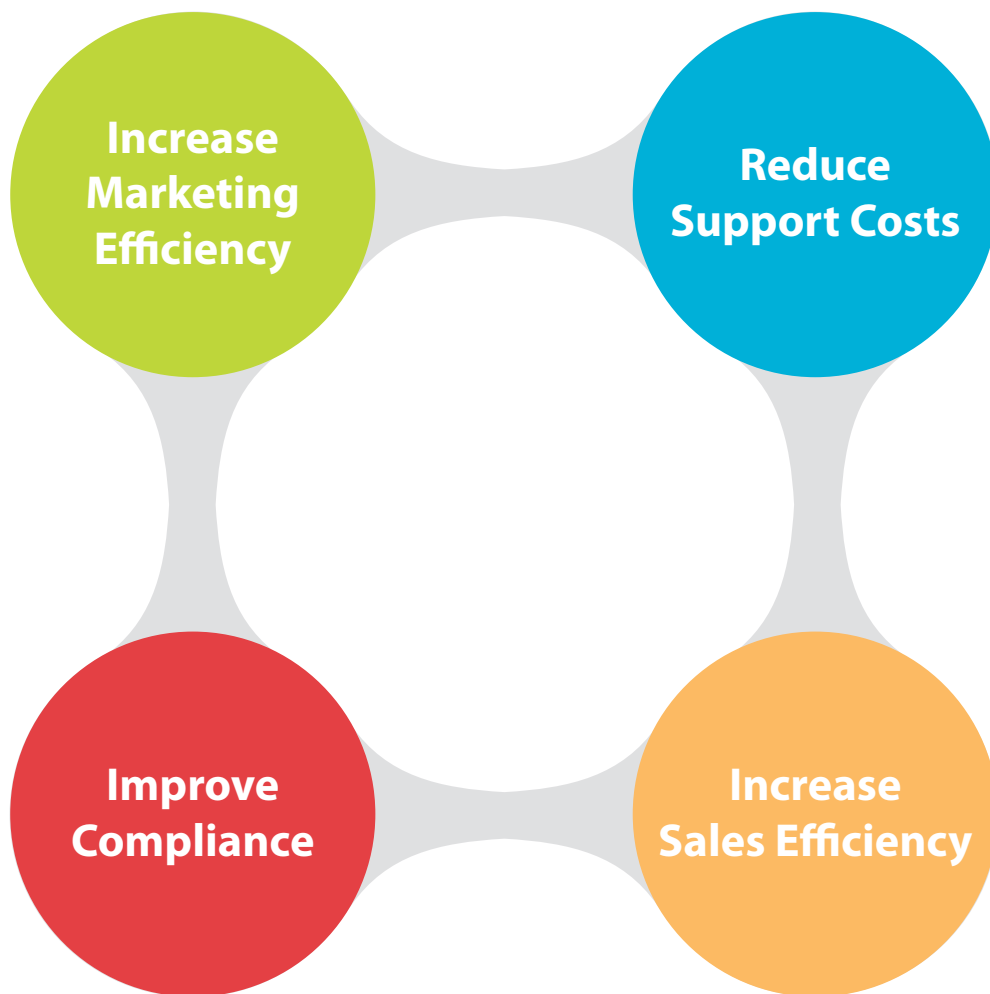 Increase
Marketing
Efficiency
Reduce
Support Costs
Improve
Compliance
Increase
Sales Efficiency